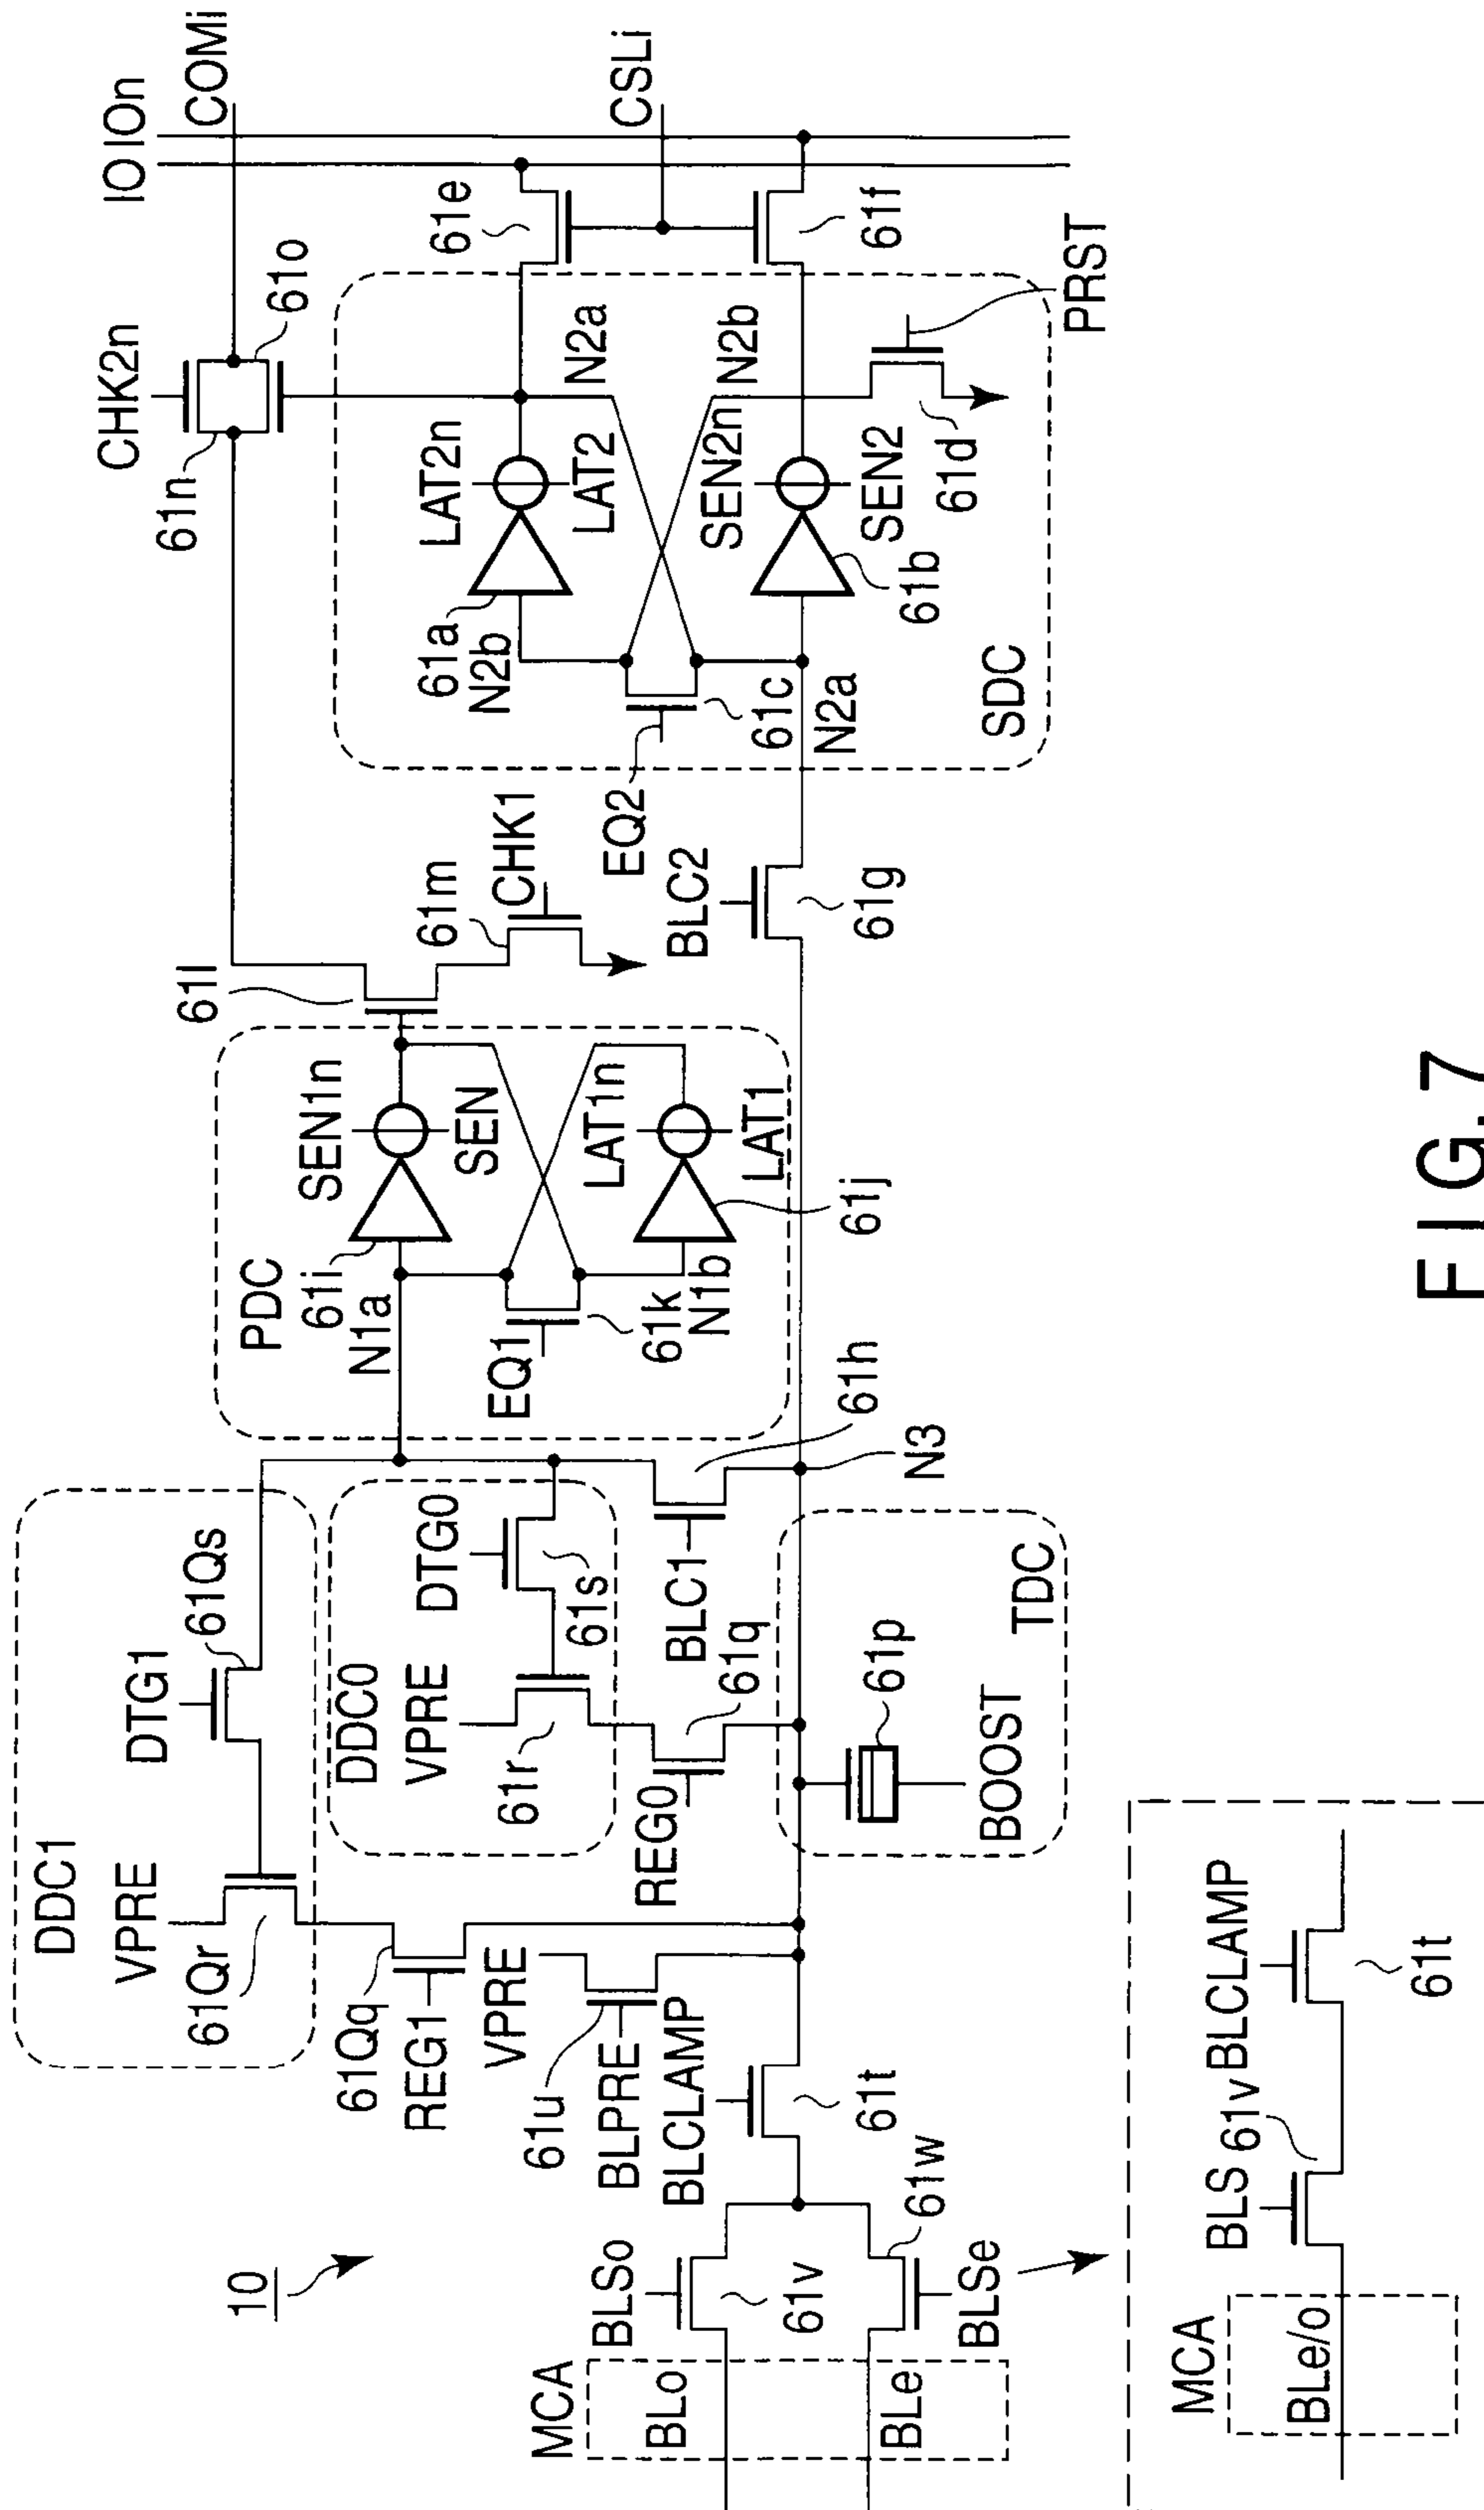 10
DDC1
VPRE
DTG1
61Qs
61Qr
61Qq
REG1
DDC0
VPRE
DTG0
61r
61s
REG0
61q
VPRE
61u
BLPRE
BLCLAMP
61t
BLSo
61v
61w
BLSe
MCA
BLo
BLe
BLC1
61h
N3
TDC
61p
BOOST
PDC
61i
N1a
SEN1n
SEN
LAT1n
LAT1
61j
EQ1
61k
N1b
61l
61m
CHK1
BLC2
61g
EQ2
61c
N2a
SDC
61a
N2b
LAT2n
LAT2
N2a
N2b
SEN2n
SEN2
61b
61d
PRST
61n
CHK2n
61o
61e
61f
IO
IOn
COMi
CSLi
MCA
BLe/o
BLS
61v
BLCLAMP
61t
FIG. 7